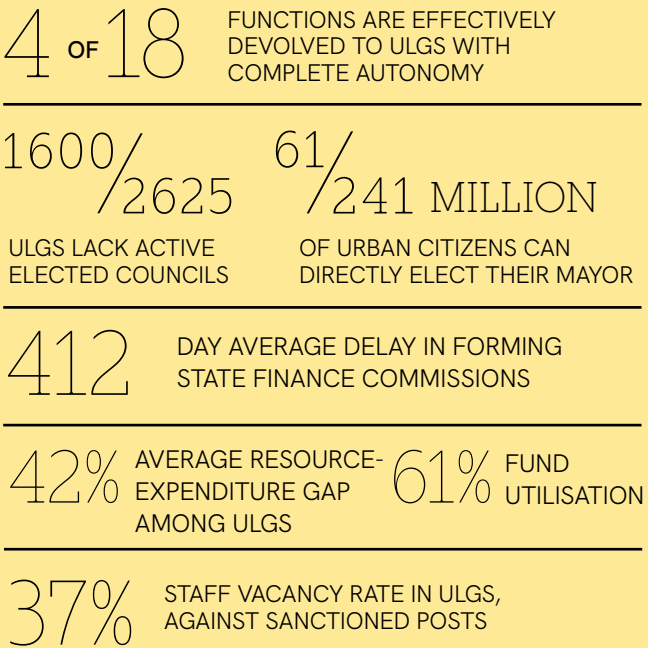 4 OF 18 FUNCTIONS ARE EFFECTIVELY
DEVOLVED TO ULGS WITH
COMPLETE AUTONOMY
1600/2625
ULGS LACK ACTIVE
ELECTED COUNCILS
61/241 MILLION
OF URBAN CITIZENS CAN
DIRECTLY ELECT THEIR MAYOR
412 DAY AVERAGE DELAY IN FORMING
STATE FINANCE COMMISSIONS
42% AVERAGE RESOURCE-
EXPENDITURE GAP
AMONG ULGS
61% FUND
UTILISATION
37% STAFF VACANCY RATE IN ULGS,
AGAINST SANCTIONED POSTS